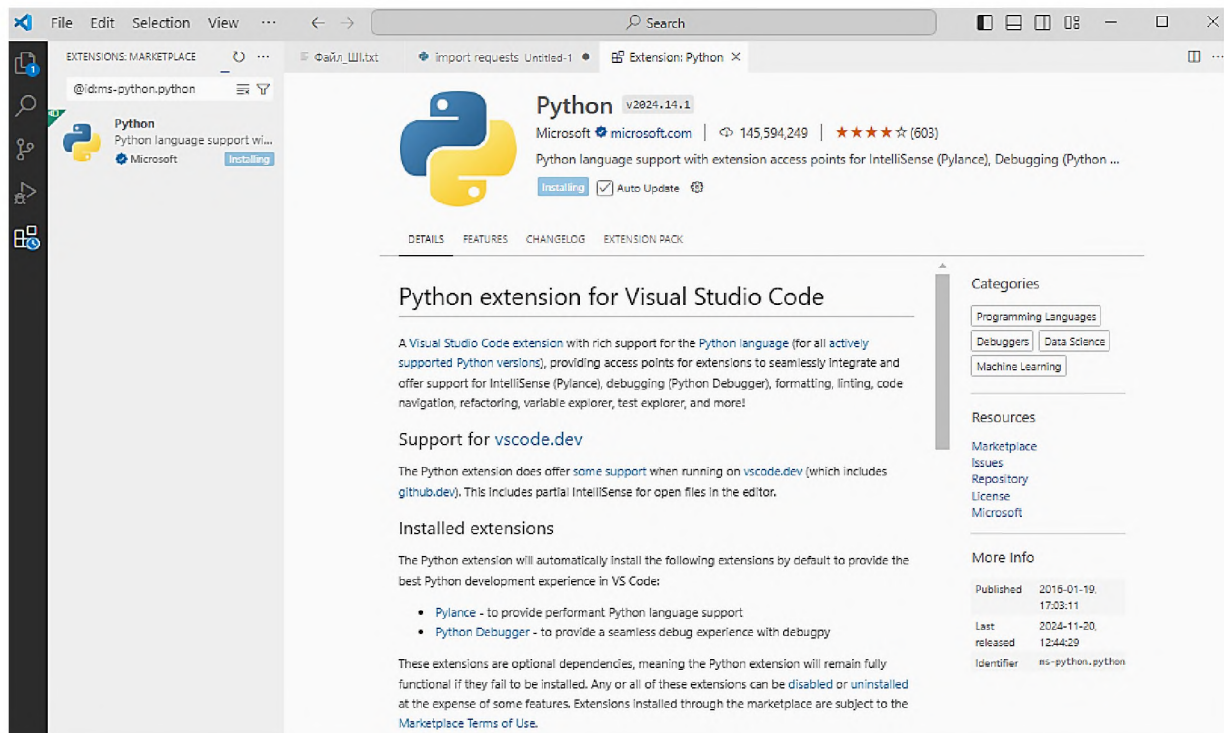 File Edit Selection View ··· Search
EXTENSIONS: MARKETPLACE ···
@id:ms-python.python
Python
Python language support wi...
Microsoft Installing
1
Файл_ШІ.txt import requests Untitled-1 ● Extension: Python ···
Python v2024.14.1
Microsoft microsoft.com | 145,594,249 | ★★★★☆ (603)
Python language support with extension access points for IntelliSense (Pylance), Debugging (Python ...
Installing Auto Update
DETAILS FEATURES CHANGELOG EXTENSION PACK
Python extension for Visual Studio Code
A Visual Studio Code extension with rich support for the Python language (for all actively
supported Python versions), providing access points for extensions to seamlessly integrate and
offer support for IntelliSense (Pylance), debugging (Python Debugger), formatting, linting, code
navigation, refactoring, variable explorer, test explorer, and more!
Support for vscode.dev
The Python extension does offer some support when running on vscode.dev (which includes
github.dev). This includes partial IntelliSense for open files in the editor.
Installed extensions
The Python extension will automatically install the following extensions by default to provide the
best Python development experience in VS Code:
• Pylance - to provide performant Python language support
• Python Debugger - to provide a seamless debug experience with debugpy
These extensions are optional dependencies, meaning the Python extension will remain fully
functional if they fail to be installed. Any or all of these extensions can be disabled or uninstalled
at the expense of some features. Extensions installed through the marketplace are subject to the
Marketplace Terms of Use.
Categories
Programming Languages
Debuggers Data Science
Machine Learning
Resources
Marketplace
Issues
Repository
License
Microsoft
More Info
Published 2016-01-19,
17:03:11
Last 2024-11-20,
released 12:44:29
Identifier ms-python.python